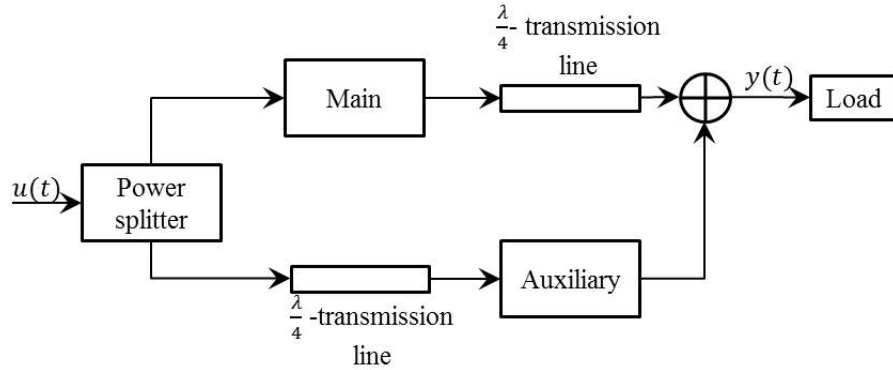 λ/4- transmission
line
Main
y(t)
Load
u(t)
Power
splitter
Auxiliary
λ/4 -transmission
line